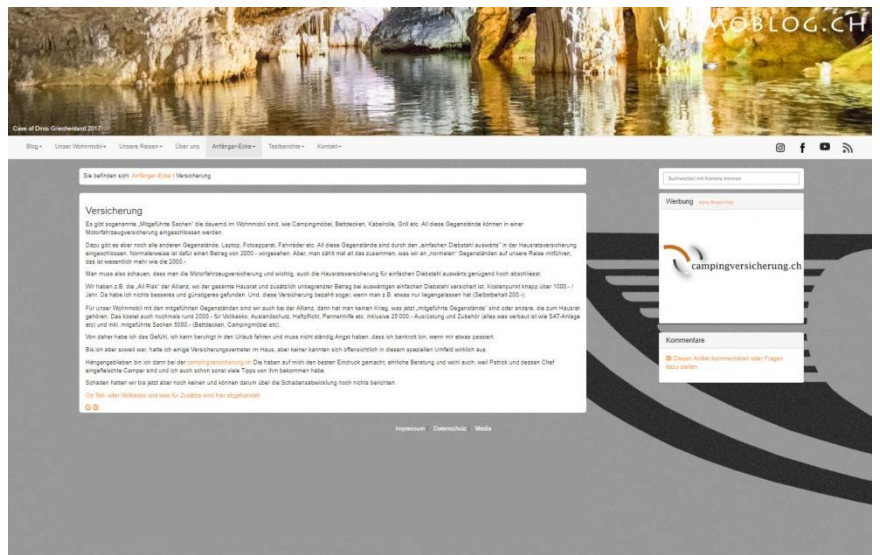 W MOBLOG.CH
Cave of Diros Griechenland 2017
Blog Unser Wohnmobil Unsere Reisen Über uns Anfänger-Ecke Testberichte Kontakt
Sie befinden sich: Anfänger-Ecke \ Versicherung
Suchwort(e) mit Komma trennen
Versicherung
Es gibt sogenannte „Mitgeführte Sachen" die dauernd im Wohnmobil sind, wie Campingmöbel, Bettdecken, Kabelrolle, Grill etc. All diese Gegenstände können in einer
Motorfahrzeugversicherung eingeschlossen werden.
Dazu gibt es aber noch alle anderen Gegenstände, Laptop, Fotoapparat, Fahrräder etc. All diese Gegenstände sind durch den „einfachen Diebstahl auswärts" in der Hausratsversicherung
eingeschlossen. Normalerweise ist dafür einen Betrag von 2000.- vorgesehen. Aber, man zählt mal all das zusammen, was wir an „normalen" Gegenständen auf unsere Reise mitführen,
das ist wesentlich mehr wie die 2000.-
Man muss also schauen, dass man die Motorfahrzeugversicherung und wichtig, auch die Hausratsversicherung für einfachen Diebstahl auswärts genügend hoch abschliesst.
Wir haben z.B. die „All Risk" der Allianz, wo der gesamte Hausrat und zusätzlich unbegrenzter Betrag bei auswärtigen einfachen Diebstahl versichert ist. Kostenpunkt knapp über 1000.- /
Jahr. Da habe ich nichts besseres und günstigeres gefunden. Und, diese Versicherung bezahlt sogar, wenn man z.B. etwas nur liegengelassen hat (Selbstbehalt 200.-).
Für unser Wohnmobil mit den mitgeführten Gegenständen sind wir auch bei der Allianz, dann hat man keinen Krieg, was jetzt „mitgeführte Gegenstände" sind oder andere, die zum Hausrat
gehören. Das kostet auch nochmals rund 2000.- für Vollkasko, Auslandschutz, Haftpflicht, Pannenhilfe etc. inklusive 25'000.- Ausrüstung und Zubehör (alles was verbaut ist wie SAT-Anlage
etc) und inkl. mitgeführte Sachen 5000.- (Bettdecken, Campingmöbel etc).
Von daher habe ich das Gefühl, ich kann beruhigt in den Urlaub fahren und muss nicht ständig Angst haben, dass ich bankrott bin, wenn mir etwas passiert.
Bis ich aber soweit war, hatte ich einige Versicherungsvertreter im Haus, aber keiner kannten sich offensichtlich in diesem speziellen Umfeld wirklich aus.
Hängengeblieben bin ich dann bei der campingversicherung.ch Die haben auf mich den besten Eindruck gemacht, ehrliche Beratung und wohl auch, weil Patrick und dessen Chef
eingefleischte Camper sind und ich auch schon sonst viele Tipps von ihm bekommen habe.
Schaden hatten wir bis jetzt aber noch keinen und können darum über die Schadensabwicklung noch nichts berichten.
Ob Teil- oder Vollkasko und was für Zusätze wird hier abgehandelt
Werbung
campingversicherung.ch
Kommentare
Diesen Artikel kommentieren oder Fragen
dazu stellen
Impressum | Datenschutz | Media